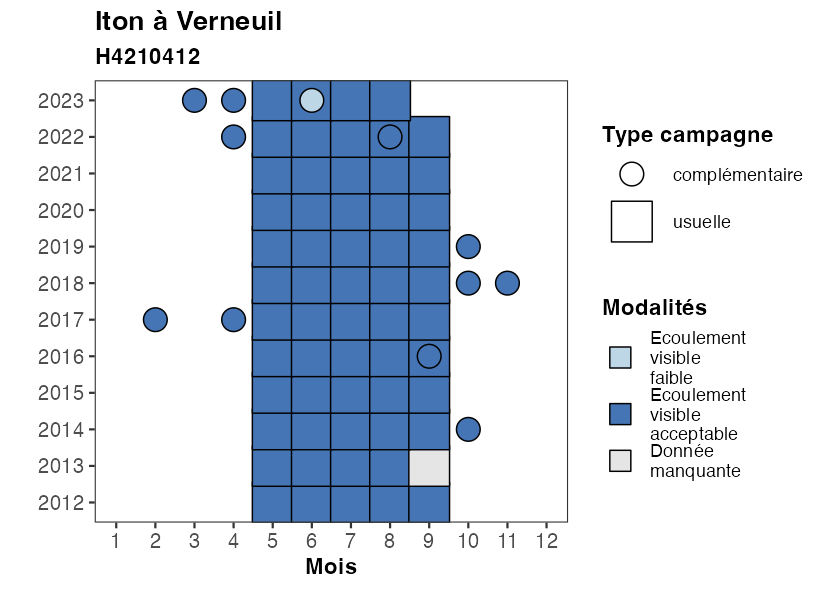 Iton à Verneuil
H4210412
2023
2022
2021
2020
2019
2018
2017
2016
2015
2014
2013
2012
1 2 3 4 5 6 7 8 9 10 11 12
Mois
Type campagne
complémentaire
usuelle
Modalités
Ecoulement
visible
faible
Ecoulement
visible
acceptable
Donnée
manquante